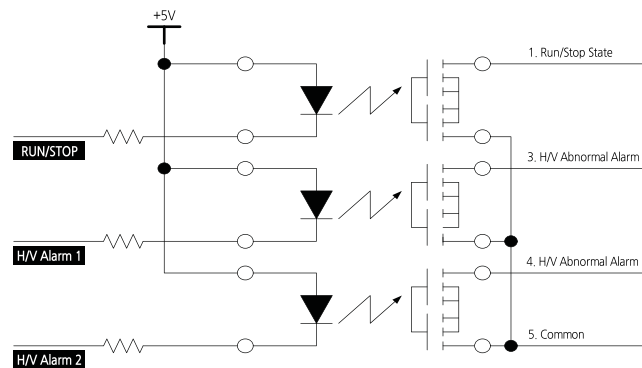 +5V
1. Run/Stop State
RUN/STOP
3. H/V Abnormal Alarm
H/V Alarm 1
4. H/V Abnormal Alarm
5. Common
H/V Alarm 2